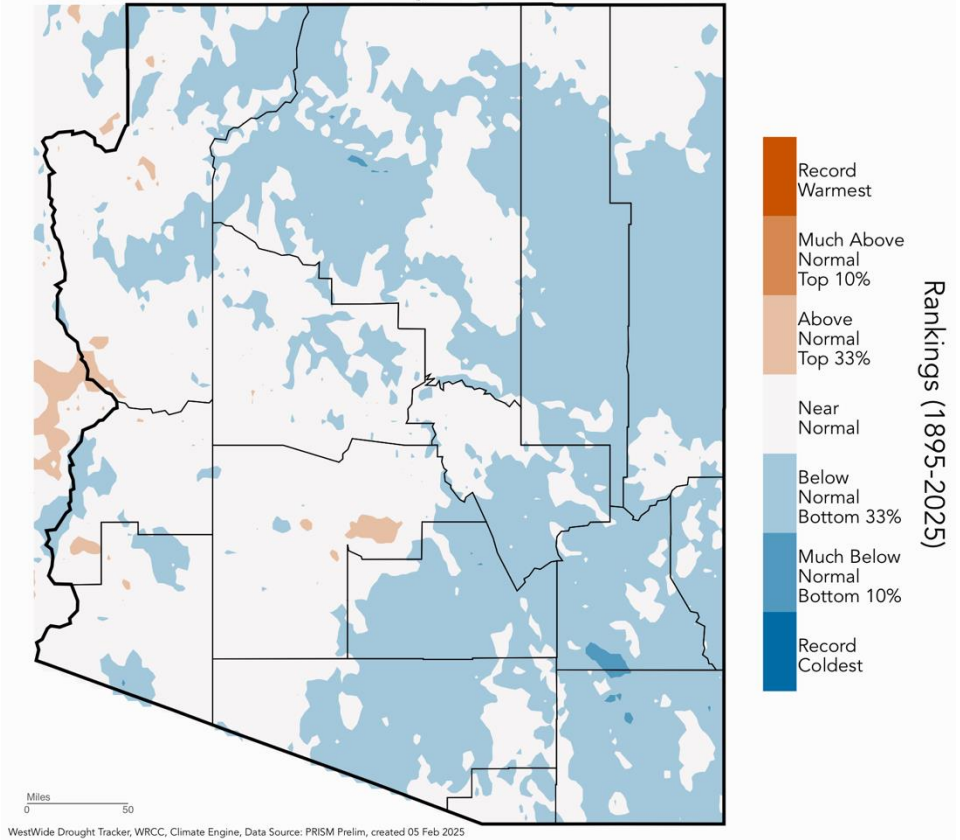 Record
Warmest
Much Above
Normal
Top 10%
Above
Normal
Top 33%
Near
Normal
Below
Normal
Bottom 33%
Much Below
Normal
Bottom 10%
Record
Coldest
Rankings (1895-2025)
Miles
0 50
WestWide Drought Tracker, WRCC, Climate Engine, Data Source: PRISM Prelim, created 05 Feb 2025